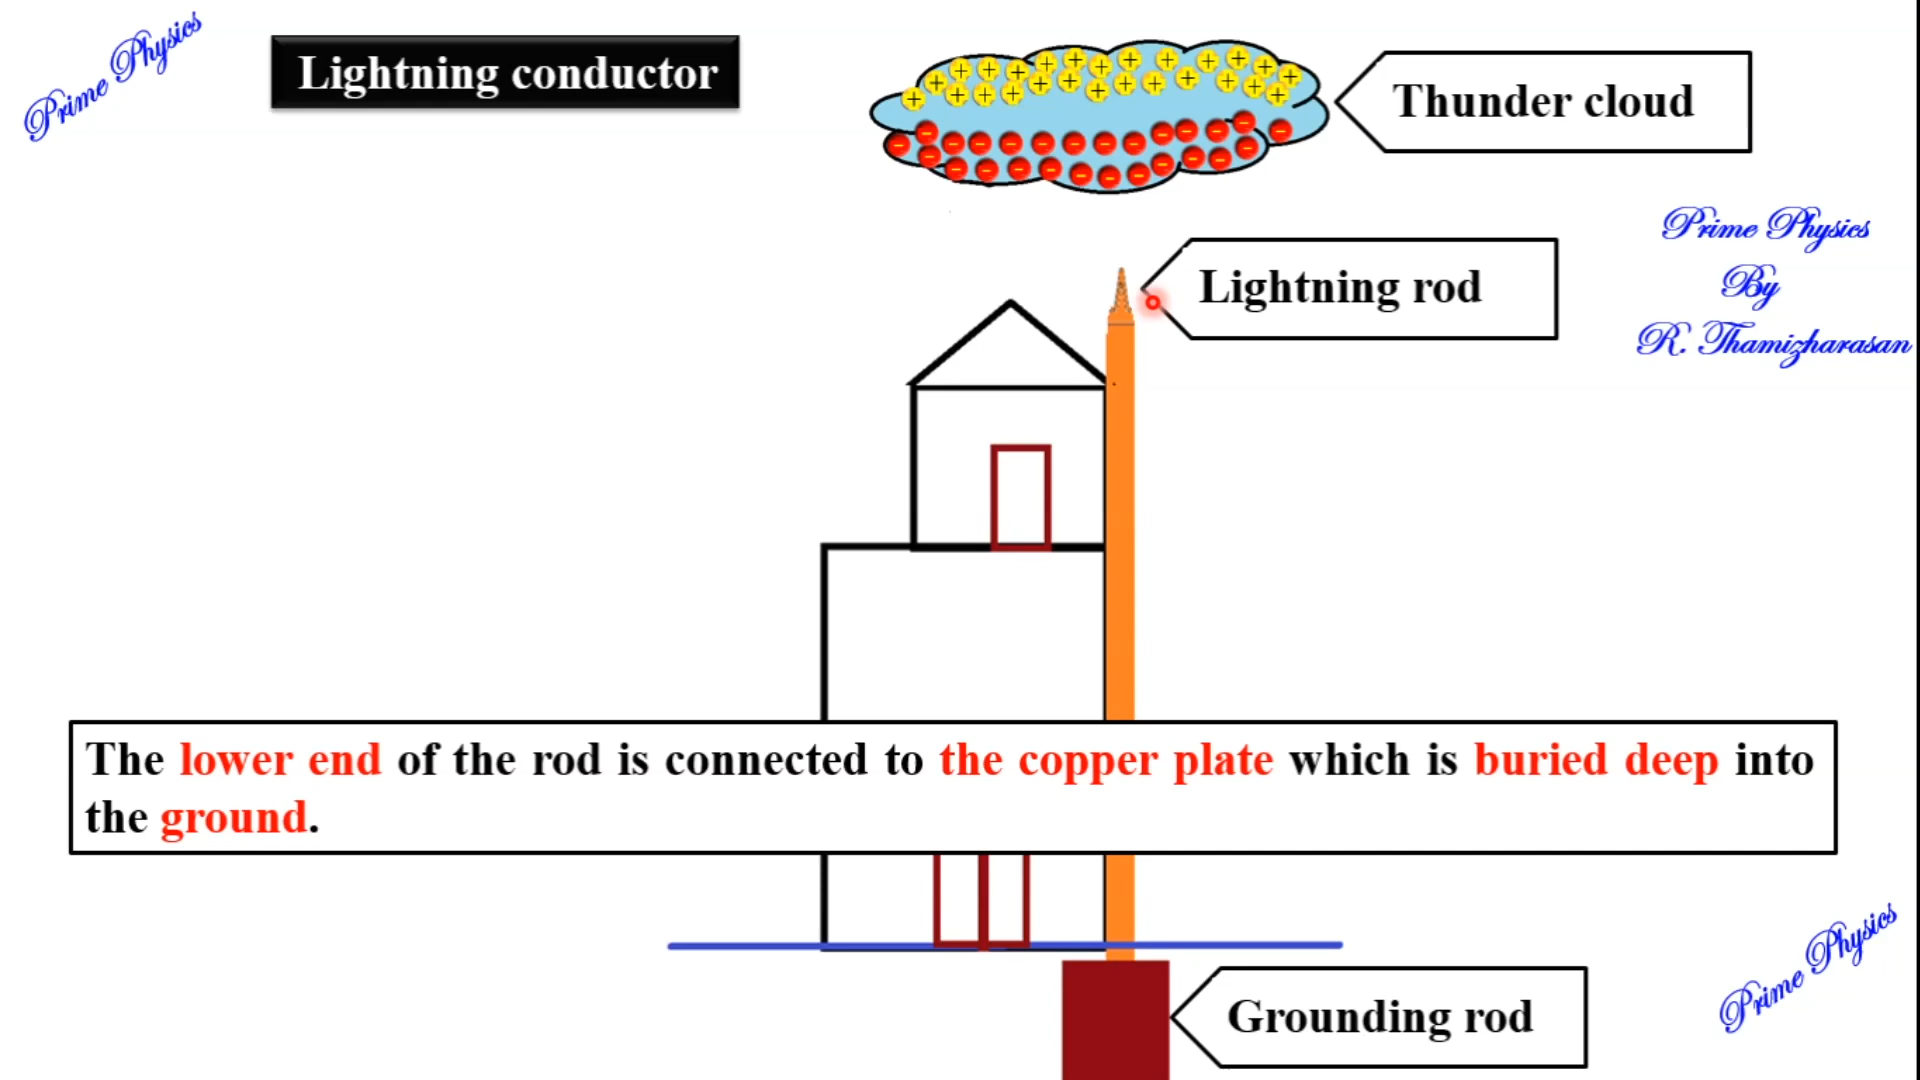 Prime Physics
Lightning conductor
Thunder cloud
Prime Physics
By
R. Thamizharasan
Lightning rod
The lower end of the rod is connected to the copper plate which is buried deep into
the ground.
Grounding rod
Prime Physics